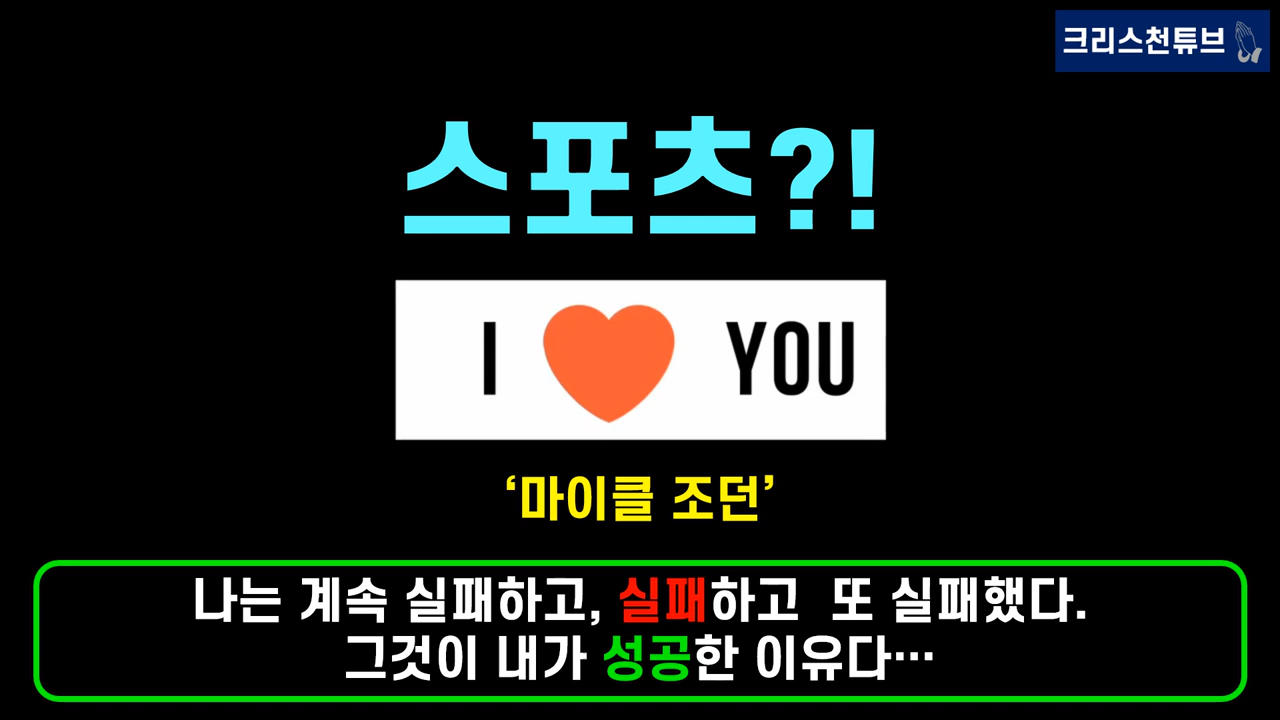 크리스천튜브
스포츠?!
I YOU
‘마이클 조던’
나는 계속 실패하고, 실패하고 또 실패했다.
그것이 내가 성공한 이유다…